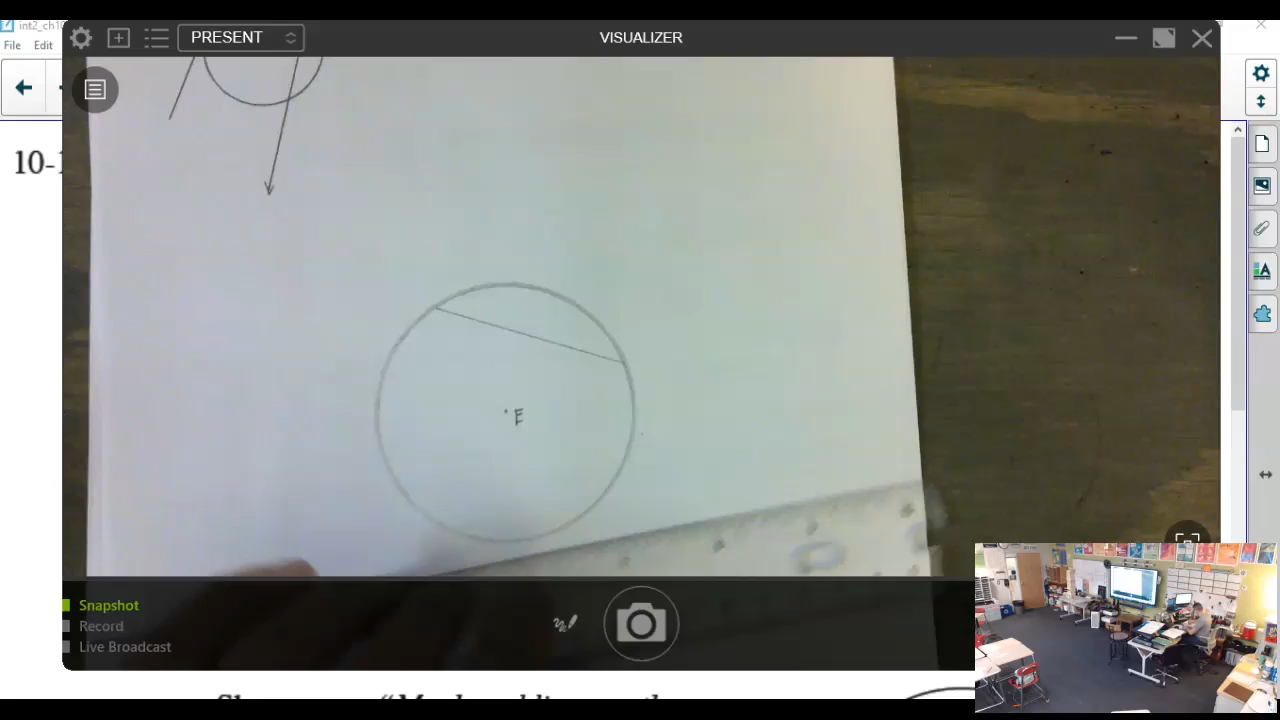 int2_ch10
File Edit
PRESENT
VISUALIZER
10-1
E
Snapshot
Record
Live Broadcast